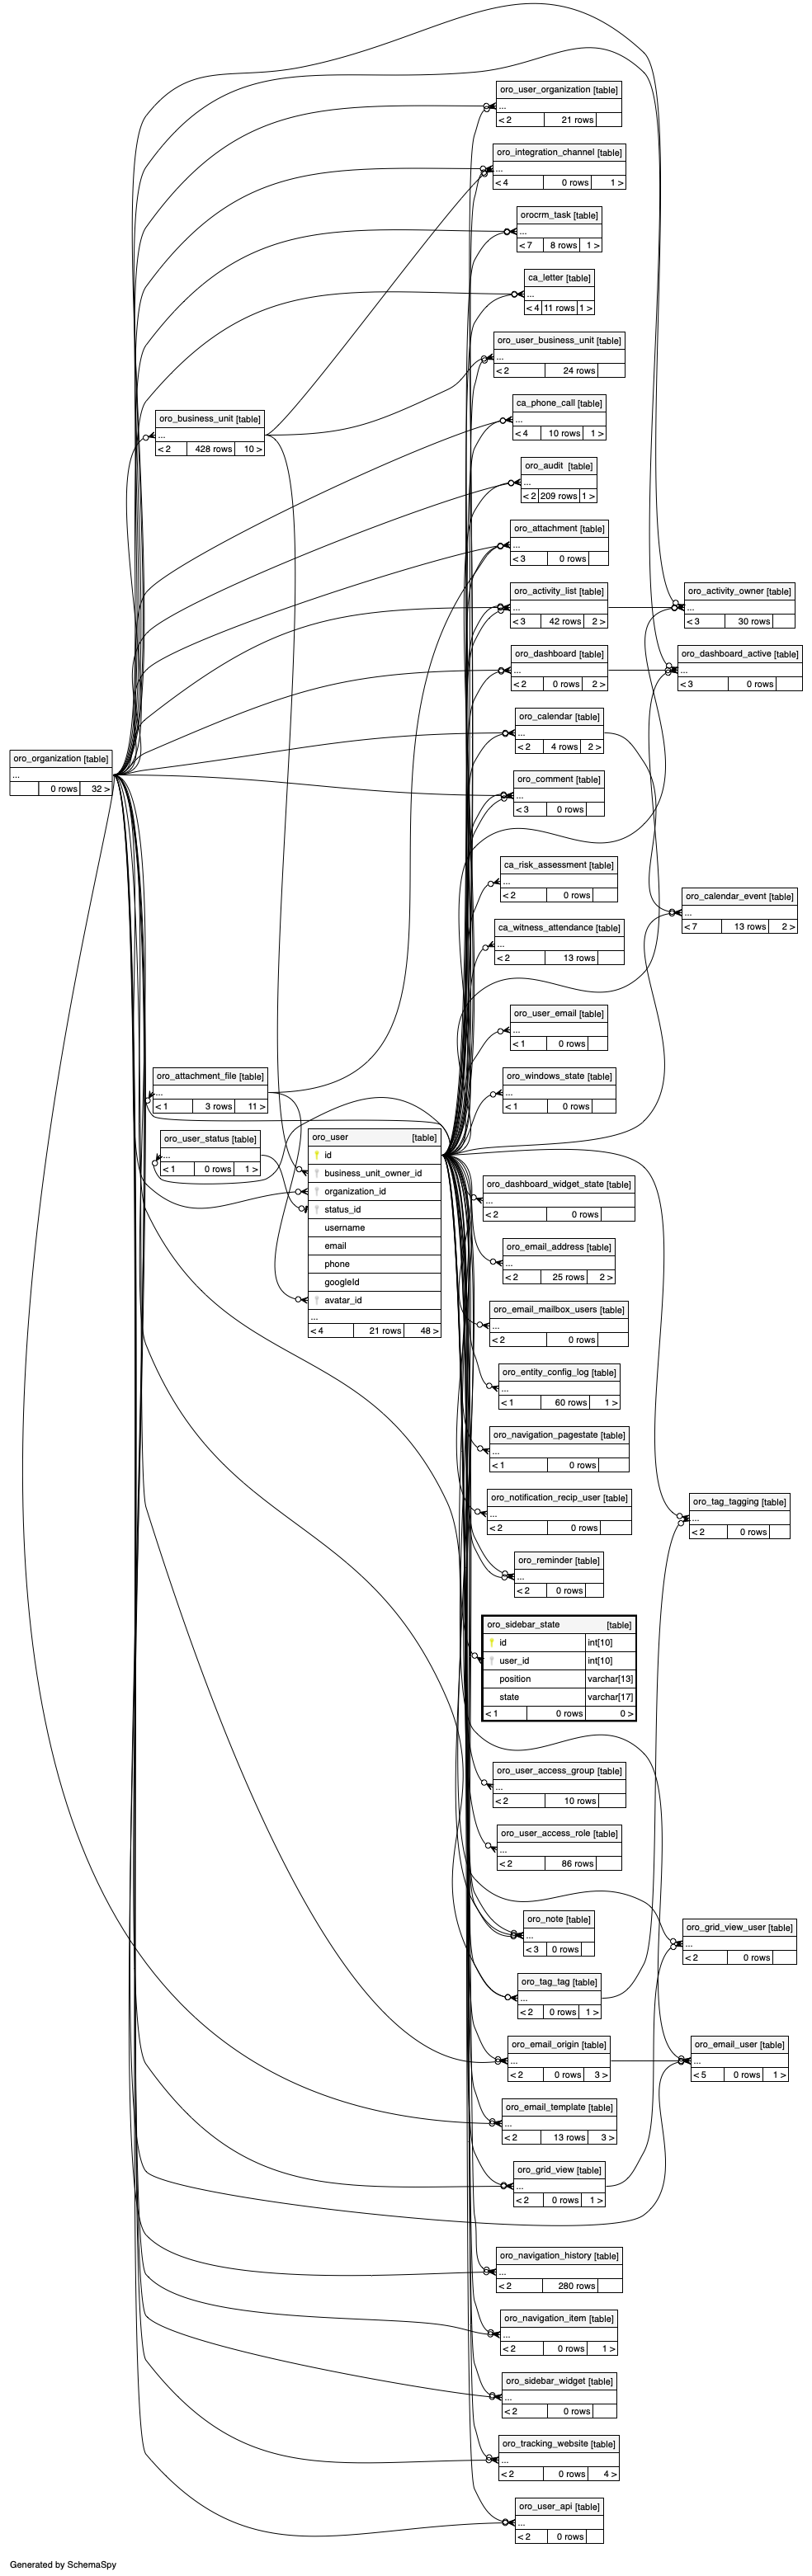 oro_user_organization [table]
...
< 2 21 rows
oro_integration_channel [table]
...
< 4 0 rows 1 >
orocrm_task [table]
...
< 7 8 rows 1 >
ca_letter [table]
...
< 4 11 rows 1 >
oro_user_business_unit [table]
...
< 2 24 rows
ca_phone_call [table]
...
< 4 10 rows 1 >
oro_business_unit [table]
...
< 2 428 rows 10 >
oro_audit [table]
...
< 2 209 rows 1 >
oro_attachment [table]
...
< 3 0 rows
oro_activity_list [table]
...
< 3 42 rows 2 >
oro_activity_owner [table]
...
< 3 30 rows
oro_dashboard [table]
...
< 2 0 rows 2 >
oro_dashboard_active [table]
...
< 3 0 rows
oro_calendar [table]
...
< 2 4 rows 2 >
oro_organization [table]
...
0 rows 32 >
oro_comment [table]
...
< 3 0 rows
ca_risk_assessment [table]
...
< 2 0 rows
oro_calendar_event [table]
...
< 7 13 rows 2 >
ca_witness_attendance [table]
...
< 2 13 rows
oro_user_email [table]
...
< 1 0 rows
oro_attachment_file [table]
...
< 1 3 rows 11 >
oro_windows_state [table]
...
< 1 0 rows
oro_user_status [table]
...
< 1 0 rows 1 >
oro_user [table]
id
business_unit_owner_id
organization_id
status_id
username
email
phone
googleId
avatar_id
...
< 4 21 rows 48 >
oro_dashboard_widget_state [table]
...
< 2 0 rows
oro_email_address [table]
...
< 2 25 rows 2 >
oro_email_mailbox_users [table]
...
< 2 0 rows
oro_entity_config_log [table]
...
< 1 60 rows 1 >
oro_navigation_pagestate [table]
...
< 1 0 rows
oro_notification_recip_user [table]
...
< 2 0 rows
oro_tag_tagging [table]
...
< 2 0 rows
oro_reminder [table]
...
< 2 0 rows
oro_sidebar_state [table]
id int[10]
user_id int[10]
position varchar[13]
state varchar[17]
< 1 0 rows 0 >
oro_user_access_group [table]
...
< 2 10 rows
oro_user_access_role [table]
...
< 2 86 rows
oro_note [table]
...
< 3 0 rows
oro_grid_view_user [table]
...
< 2 0 rows
oro_tag_tag [table]
...
< 2 0 rows 1 >
oro_email_origin [table]
...
< 2 0 rows 3 >
oro_email_user [table]
...
< 5 0 rows 1 >
oro_email_template [table]
...
< 2 13 rows 3 >
oro_grid_view [table]
...
< 2 0 rows 1 >
oro_navigation_history [table]
...
< 2 280 rows
oro_navigation_item [table]
...
< 2 0 rows 1 >
oro_sidebar_widget [table]
...
< 2 0 rows
oro_tracking_website [table]
...
< 2 0 rows 4 >
oro_user_api [table]
...
< 2 0 rows
Generated by SchemaSpy